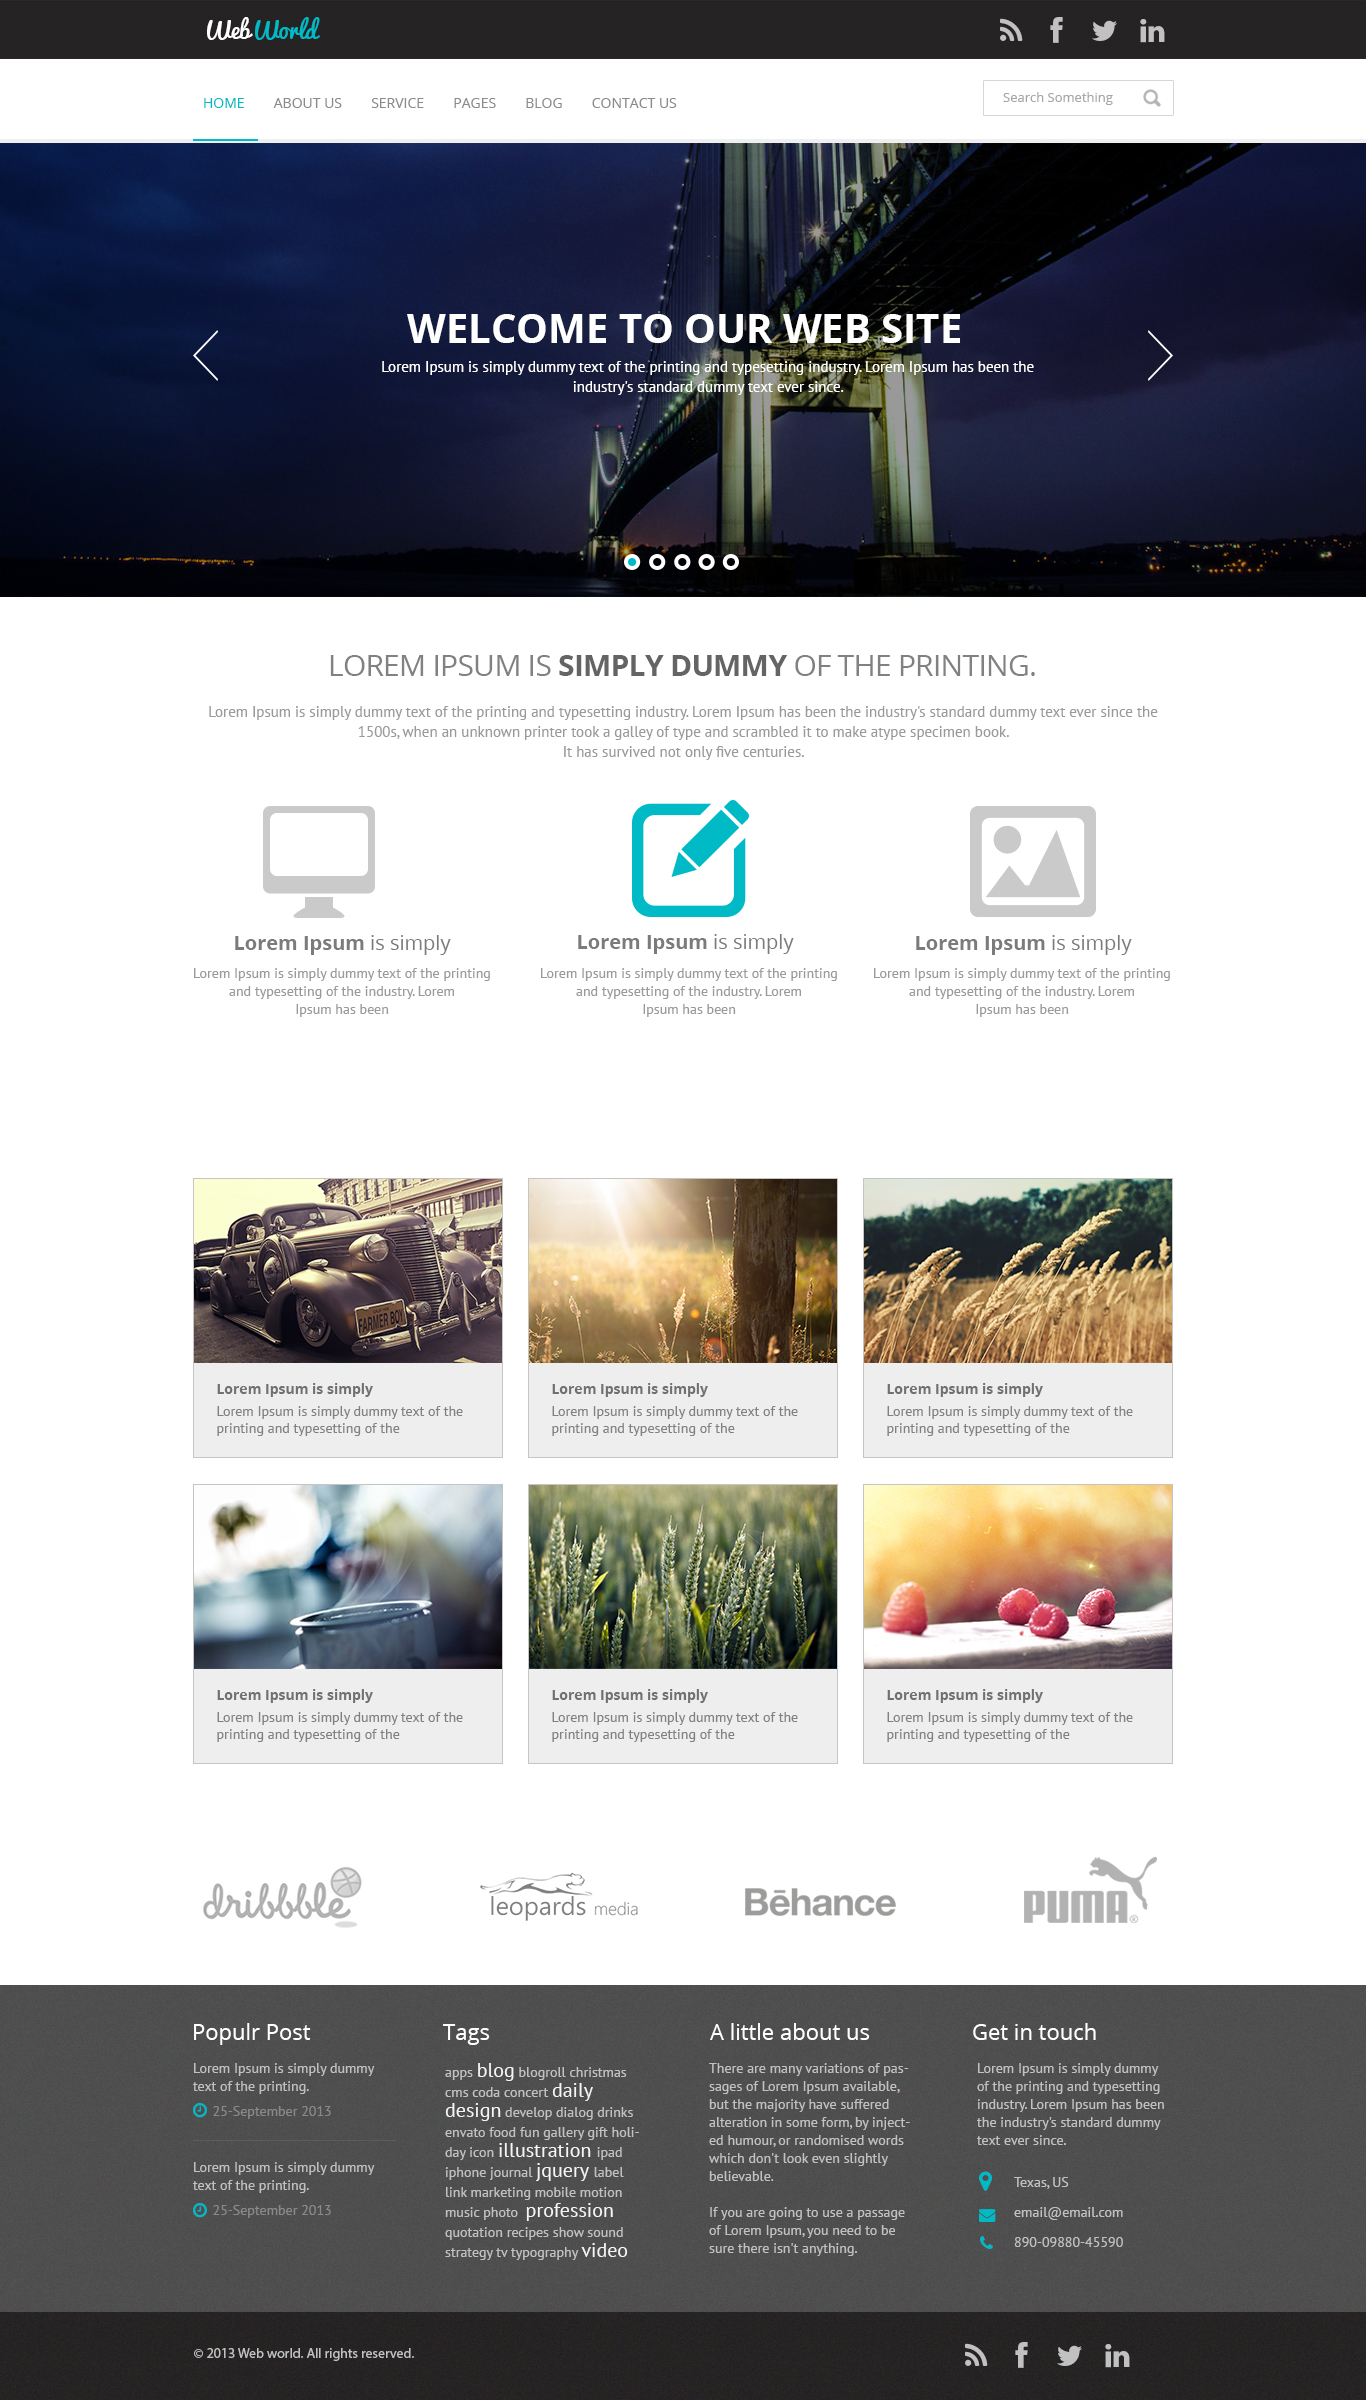 Web World
HOME ABOUT US SERVICE PAGES BLOG CONTACT US
Search Something
WELCOME TO OUR WEB SITE
Lorem Ipsum is simply dummy text of the printing and typesetting industry. Lorem Ipsum has been the
industry's standard dummy text ever since.
LOREM IPSUM IS SIMPLY DUMMY OF THE PRINTING.
Lorem Ipsum is simply dummy text of the printing and typesetting industry. Lorem Ipsum has been the industry's standard dummy text ever since the
1500s, when an unknown printer took a galley of type and scrambled it to make atype specimen book.
It has survived not only five centuries.
Lorem Ipsum is simply
Lorem Ipsum is simply dummy text of the printing
and typesetting of the industry. Lorem
Ipsum has been
Lorem Ipsum is simply
Lorem Ipsum is simply dummy text of the printing
and typesetting of the industry. Lorem
Ipsum has been
Lorem Ipsum is simply
Lorem Ipsum is simply dummy text of the printing
and typesetting of the industry. Lorem
Ipsum has been
FARMER BOY
Lorem Ipsum is simply
Lorem Ipsum is simply dummy text of the
printing and typesetting of the
Lorem Ipsum is simply
Lorem Ipsum is simply dummy text of the
printing and typesetting of the
Lorem Ipsum is simply
Lorem Ipsum is simply dummy text of the
printing and typesetting of the
Lorem Ipsum is simply
Lorem Ipsum is simply dummy text of the
printing and typesetting of the
Lorem Ipsum is simply
Lorem Ipsum is simply dummy text of the
printing and typesetting of the
Lorem Ipsum is simply
Lorem Ipsum is simply dummy text of the
printing and typesetting of the
dribbble
leopards media
Bēhance
PUMA®
Populr Post
Lorem Ipsum is simply dummy
text of the printing.
25-September 2013
Lorem Ipsum is simply dummy
text of the printing.
25-September 2013
Tags
apps blog blogroll christmas
cms coda concert daily
design develop dialog drinks
envato food fun gallery gift holi-
day icon illustration ipad
iphone journal jquery label
link marketing mobile motion
music photo profession
quotation recipes show sound
strategy tv typography video
A little about us
There are many variations of pas-
sages of Lorem Ipsum available,
but the majority have suffered
alteration in some form, by inject-
ed humour, or randomised words
which don't look even slightly
believable.
If you are going to use a passage
of Lorem Ipsum, you need to be
sure there isn't anything.
Get in touch
Lorem Ipsum is simply dummy
of the printing and typesetting
industry. Lorem Ipsum has been
the industry's standard dummy
text ever since.
Texas, US
email@email.com
890-09880-45590
© 2013 Web world. All rights reserved.